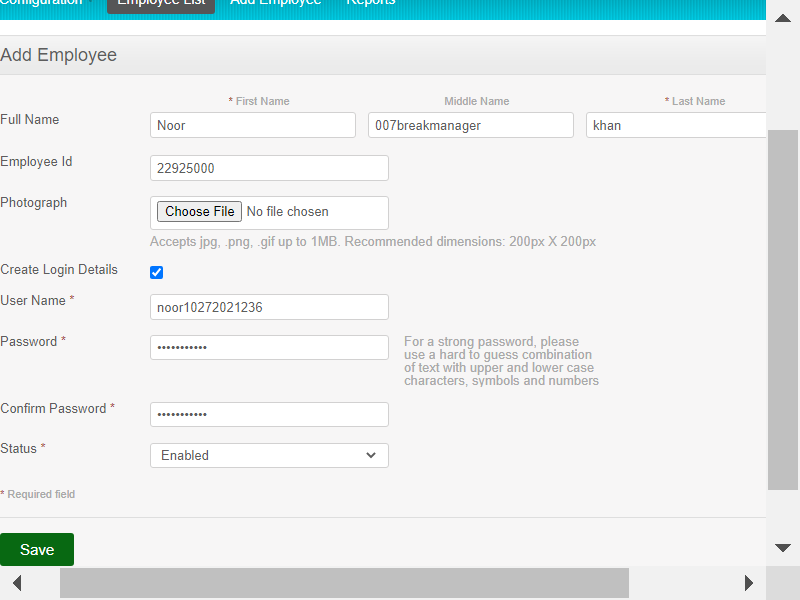 Configuration Employee List Add Employee Reports
Add Employee
* First Name Middle Name * Last Name
Full Name Noor 007breakmanager khan
Employee Id 22925000
Photograph Choose File No file chosen
Accepts jpg, .png, .gif up to 1MB. Recommended dimensions: 200px X 200px
Create Login Details
User Name * noor10272021236
Password * •••••••••••
For a strong password, please
use a hard to guess combination
of text with upper and lower case
characters, symbols and numbers
Confirm Password * •••••••••••
Status * Enabled
* Required field
Save